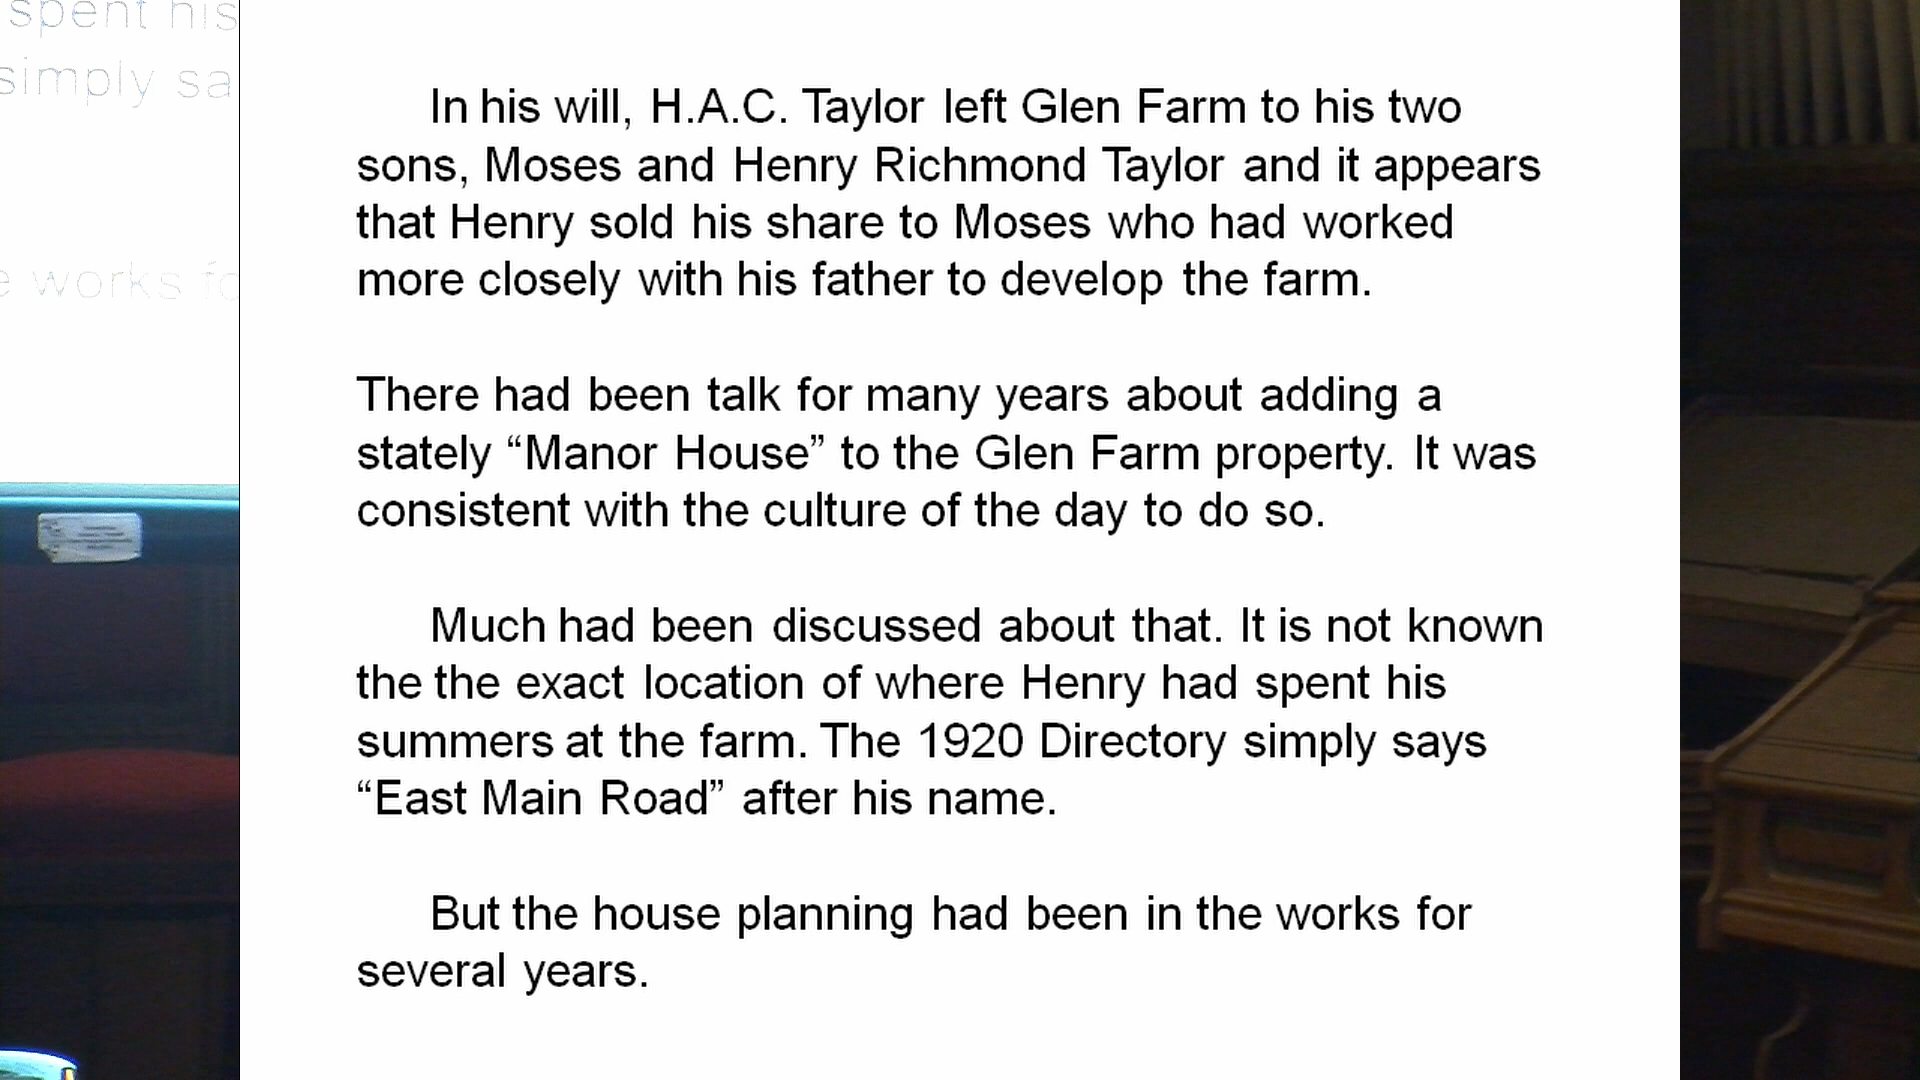 spent his
simply sa
e works fo
In his will, H.A.C. Taylor left Glen Farm to his two
sons, Moses and Henry Richmond Taylor and it appears
that Henry sold his share to Moses who had worked
more closely with his father to develop the farm.
There had been talk for many years about adding a
stately “Manor House” to the Glen Farm property. It was
consistent with the culture of the day to do so.
Much had been discussed about that. It is not known
the the exact location of where Henry had spent his
summers at the farm. The 1920 Directory simply says
“East Main Road” after his name.
But the house planning had been in the works for
several years.